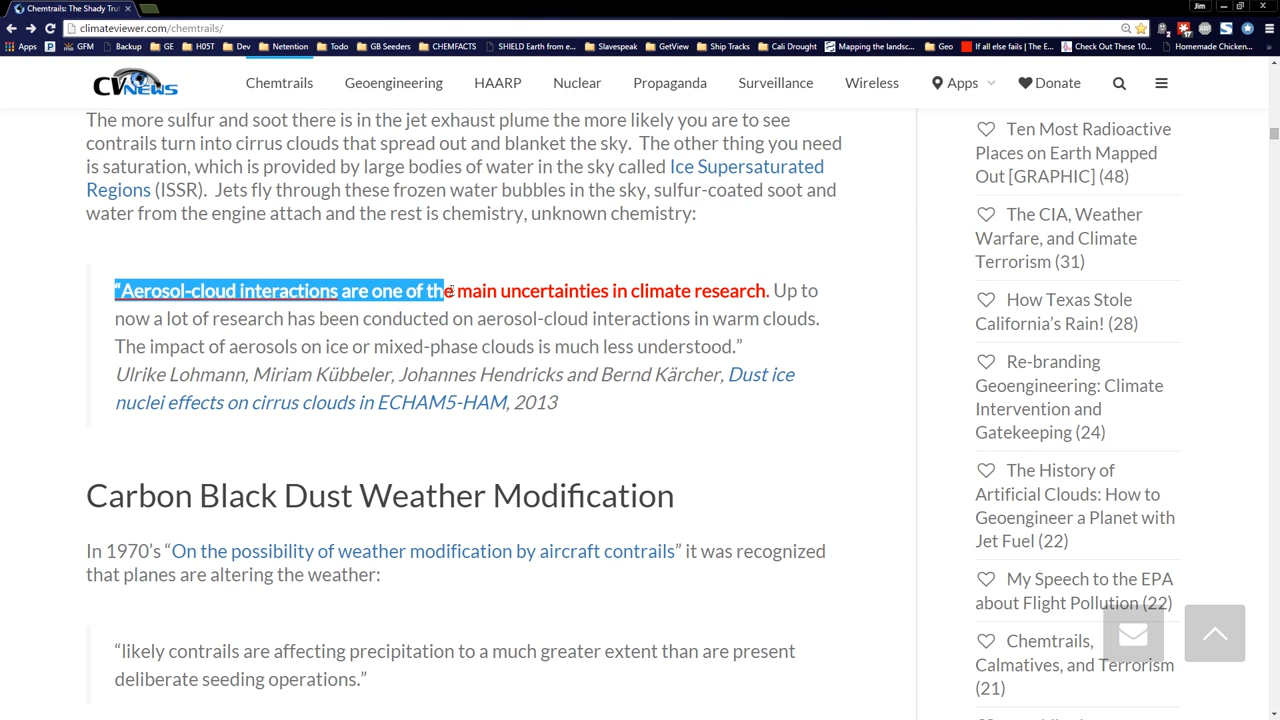 Chemtrails: The Shady Tru
Jim
climateviewer.com/chemtrails/
Apps
GFM
Backup
GE
H05T
Dev
Netention
Todo
GB Seeders
CHEMFACTS
SHIELD Earth from e
Slavespeak
GetView
Ship Tracks
Cali Drought
Mapping the landsc...
Geo
If all else fails | The E...
Check Out These 10...
Homemade Chicken...
CV NEWS
Chemtrails
Geoengineering
HAARP
Nuclear
Propaganda
Surveillance
Wireless
Apps
Donate
The more sulfur and soot there is in the jet exhaust plume the more likely you are to see
contrails turn into cirrus clouds that spread out and blanket the sky. The other thing you need
is saturation, which is provided by large bodies of water in the sky called Ice Supersaturated
Regions (ISSR). Jets fly through these frozen water bubbles in the sky, sulfur-coated soot and
water from the engine attach and the rest is chemistry, unknown chemistry:
“Aerosol-cloud interactions are one of the main uncertainties in climate research. Up to
now a lot of research has been conducted on aerosol-cloud interactions in warm clouds.
The impact of aerosols on ice or mixed-phase clouds is much less understood.”
Ulrike Lohmann, Miriam Kübbeler, Johannes Hendricks and Bernd Kärcher, Dust ice
nuclei effects on cirrus clouds in ECHAM5-HAM, 2013
Carbon Black Dust Weather Modification
In 1970’s “On the possibility of weather modification by aircraft contrails” it was recognized
that planes are altering the weather:
“likely contrails are affecting precipitation to a much greater extent than are present
deliberate seeding operations.”
Ten Most Radioactive
Places on Earth Mapped
Out [GRAPHIC] (48)
The CIA, Weather
Warfare, and Climate
Terrorism (31)
How Texas Stole
California’s Rain! (28)
Re-branding
Geoengineering: Climate
Intervention and
Gatekeeping (24)
The History of
Artificial Clouds: How to
Geoengineer a Planet with
Jet Fuel (22)
My Speech to the EPA
about Flight Pollution (22)
Chemtrails,
Calmatives, and Terrorism
(21)